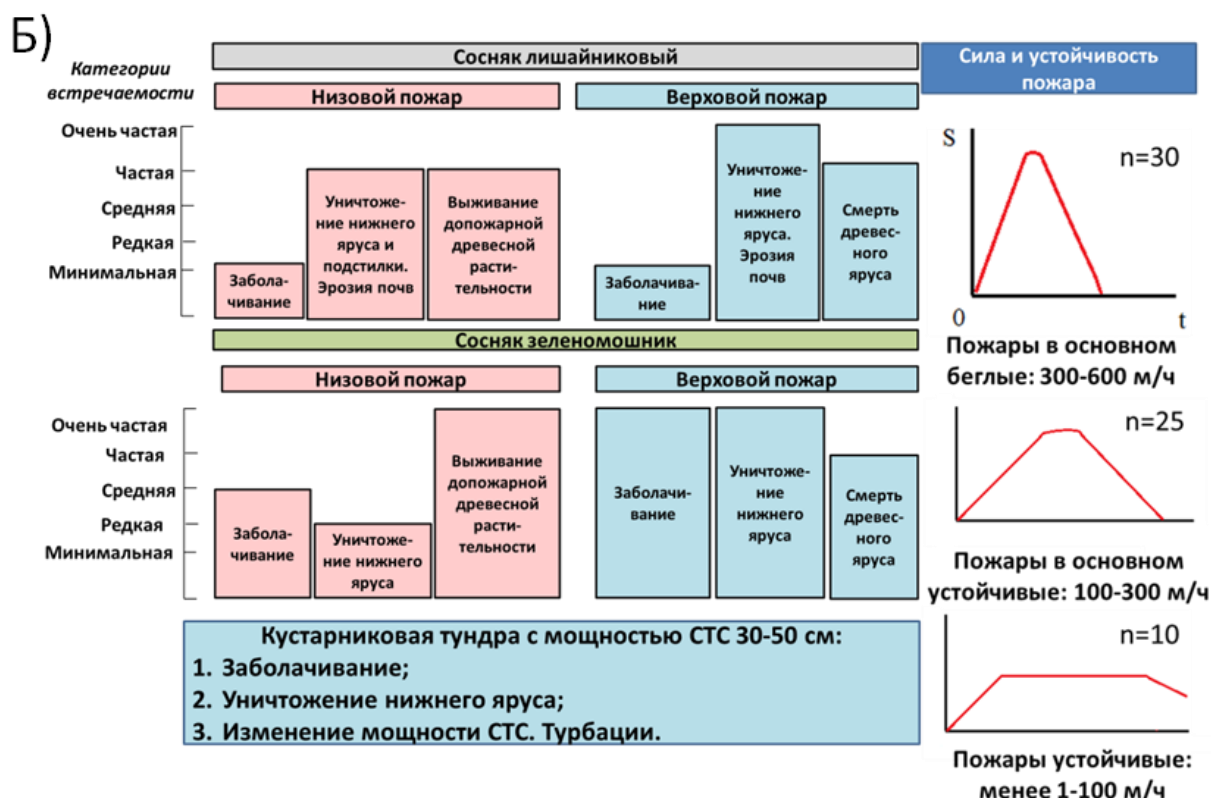 Б)
Категории
встречаемости
Сосняк лишайниковый
Низовой пожар
Верховой пожар
Очень частая
Частая
Средняя
Редкая
Минимальная
Забола-
чивание
Уничтоже-
ние нижнего
яруса и
подстилки.
Эрозия почв
Выживание
допожарной
древесной
расти-
тельности
Заболачива-
ние
Уничтоже-
ние
нижнего
яруса.
Эрозия
почв
Смерть
древес-
ного
яруса
Сосняк зеленомошник
Низовой пожар
Верховой пожар
Очень частая
Частая
Средняя
Редкая
Минимальная
Забола-
чивание
Уничтоже-
ние нижнего
яруса
Выживание
допожарной
древесной
расти-
тельности
Заболачи-
вание
Уничтоже-
ние
нижнего
яруса
Смерть
древес-
ного
яруса
Кустарниковая тундра с мощностью СТС 30-50 см:
1. Заболачивание;
2. Уничтожение нижнего яруса;
3. Изменение мощности СТС. Турбации.
Сила и устойчивость
пожара
S
n=30
0
t
Пожары в основном
беглые: 300-600 м/ч
n=25
Пожары в основном
устойчивые: 100-300 м/ч
n=10
Пожары устойчивые:
менее 1-100 м/ч